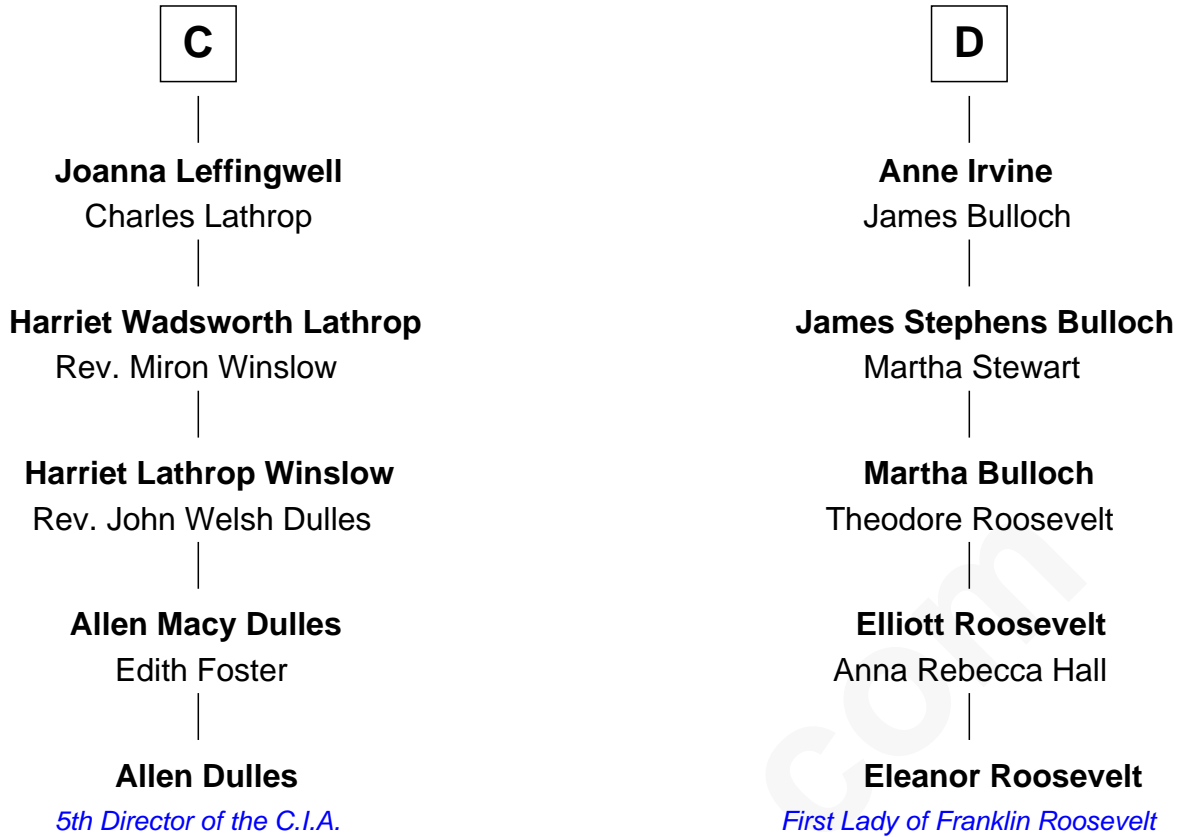 C
Joanna Leffingwell
Charles Lathrop
Harriet Wadsworth Lathrop
Rev. Miron Winslow
Harriet Lathrop Winslow
Rev. John Welsh Dulles
Allen Macy Dulles
Edith Foster
Allen Dulles
5th Director of the C.I.A.
D
Anne Irvine
James Bulloch
James Stephens Bulloch
Martha Stewart
Martha Bulloch
Theodore Roosevelt
Elliott Roosevelt
Anna Rebecca Hall
Eleanor Roosevelt
First Lady of Franklin Roosevelt
com